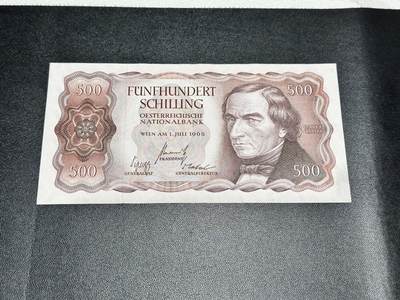 500
500
FÜNFHUNDERT
SCHILLING
OESTERREICHISCHE
NATIONALBANK
WIEN AM 1. JULI 1965
PRÄSIDENT
GENERALRAT
GENERALDIREKTOR
500
500